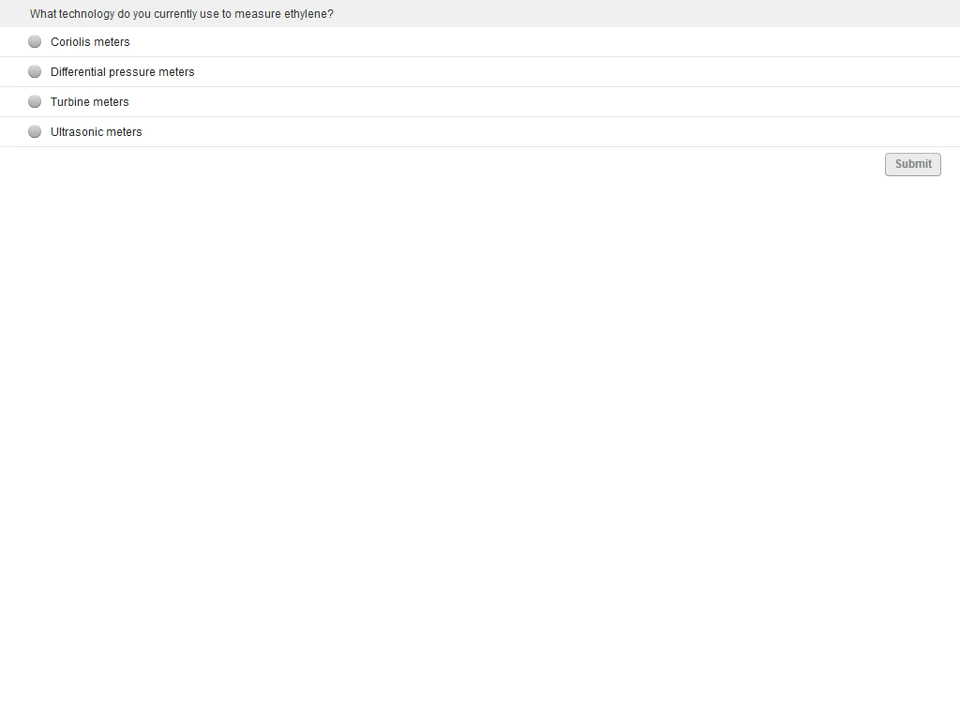 What technology do you currently use to measure ethylene?
Coriolis meters
Differential pressure meters
Turbine meters
Ultrasonic meters
Submit